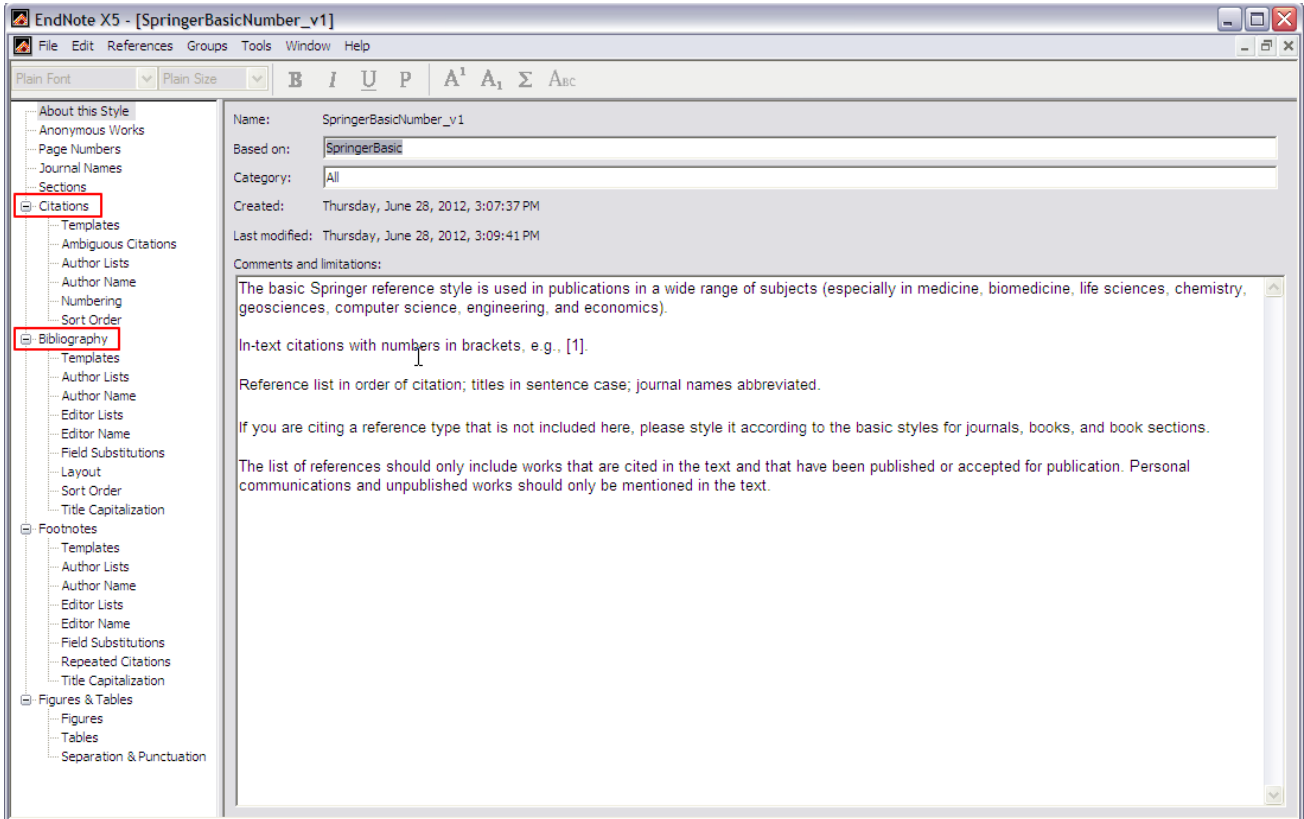 EndNote X5 - [SpringerBasicNumber_v1]
File Edit References Groups Tools Window Help
Plain Font Plain Size B I U P A1 A1 Σ ABC
About this Style
Anonymous Works
Page Numbers
Journal Names
Sections
Citations
Templates
Ambiguous Citations
Author Lists
Author Name
Numbering
Sort Order
Bibliography
Templates
Author Lists
Author Name
Editor Lists
Editor Name
Field Substitutions
Layout
Sort Order
Title Capitalization
Footnotes
Templates
Author Lists
Author Name
Editor Lists
Editor Name
Field Substitutions
Repeated Citations
Title Capitalization
Figures & Tables
Figures
Tables
Separation & Punctuation
Name: SpringerBasicNumber_v1
Based on: SpringerBasic
Category: All
Created: Thursday, June 28, 2012, 3:07:37 PM
Last modified: Thursday, June 28, 2012, 3:09:41 PM
Comments and limitations:
The basic Springer reference style is used in publications in a wide range of subjects (especially in medicine, biomedicine, life sciences, chemistry,
geosciences, computer science, engineering, and economics).
In-text citations with numbers in brackets, e.g., [1].
Reference list in order of citation; titles in sentence case; journal names abbreviated.
If you are citing a reference type that is not included here, please style it according to the basic styles for journals, books, and book sections.
The list of references should only include works that are cited in the text and that have been published or accepted for publication. Personal
communications and unpublished works should only be mentioned in the text.